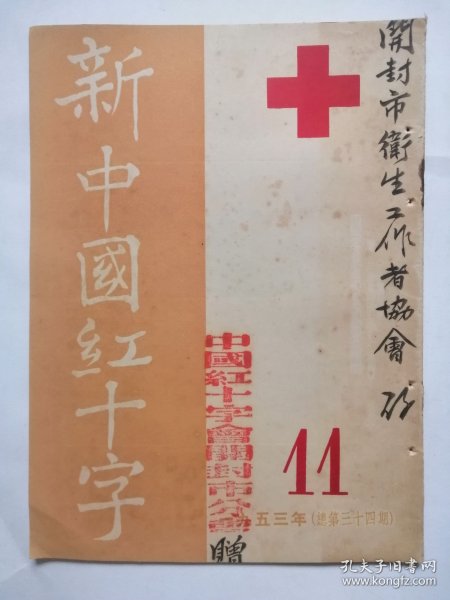 新中國紅十字
開封市衛生工作者協會
中國紅十字會開封市分會
贈
11
五三年(總第三十四期)
孔夫子旧书网
www.kongfz.com